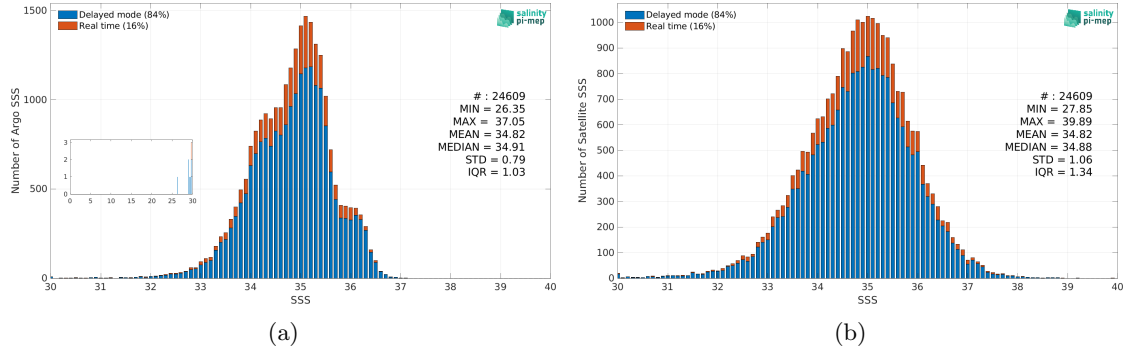 Delayed mode (84%)
Real time (16%)
salinity
pi-mep
Number of Argo SSS
1500
1000
500
0
# : 24609
MIN = 26.35
MAX = 37.05
MEAN = 34.82
MEDIAN = 34.91
STD = 0.79
IQR = 1.03
3
2
1
0
0 5 10 15 20 25 30
30 31 32 33 34 35 36 37 38 39 40
SSS
(a)
Delayed mode (84%)
Real time (16%)
salinity
pi-mep
Number of Satellite SSS
1000
900
800
700
600
500
400
300
200
100
0
# : 24609
MIN = 27.85
MAX = 39.89
MEAN = 34.82
MEDIAN = 34.88
STD = 1.06
IQR = 1.34
30 31 32 33 34 35 36 37 38 39 40
SSS
(b)